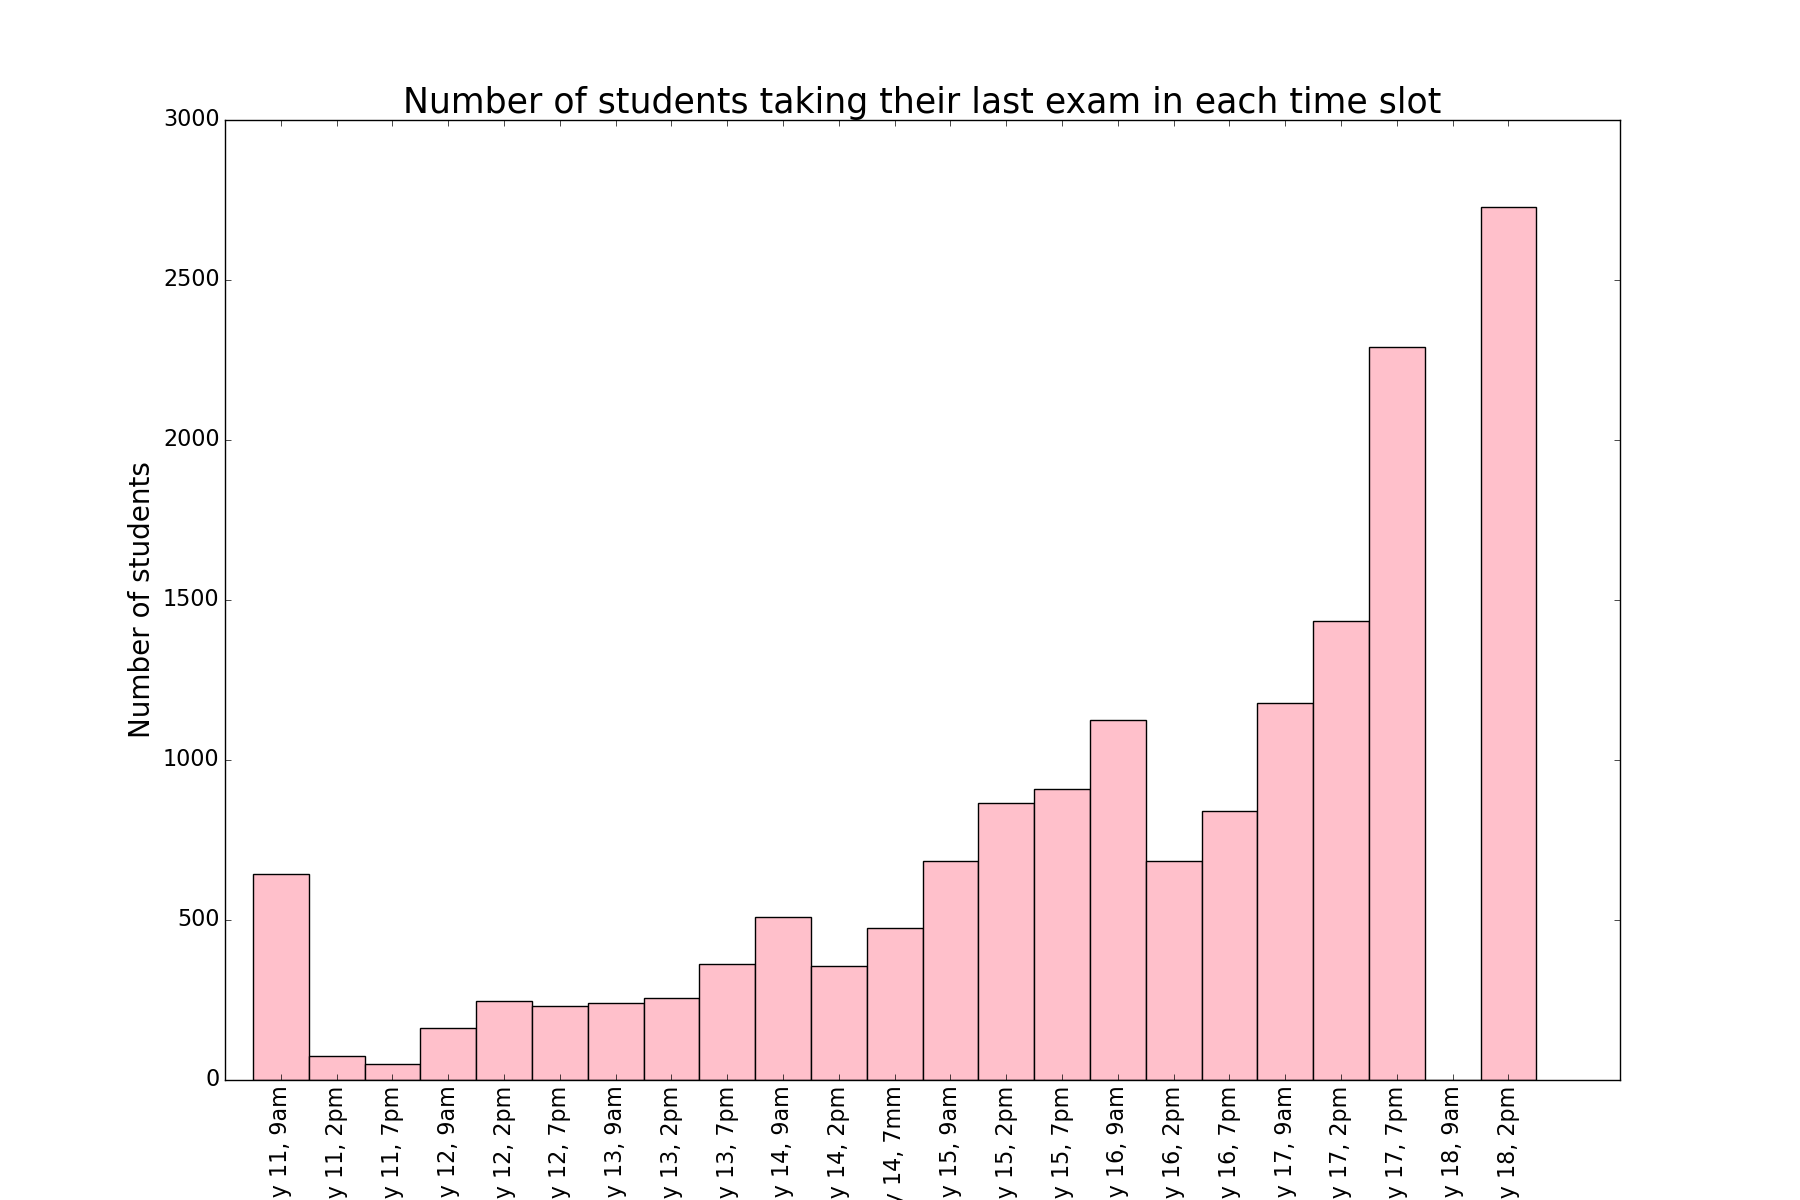 Number of students taking their last exam in each time slot
3000
2500
2000
1500
1000
500
0
Number of students
y 11, 9am
y 11, 2pm
y 11, 7pm
y 12, 9am
y 12, 2pm
y 12, 7pm
y 13, 9am
y 13, 2pm
y 13, 7pm
y 14, 9am
y 14, 2pm
y 14, 7mm
y 15, 9am
y 15, 2pm
y 15, 7pm
y 16, 9am
y 16, 2pm
y 16, 7pm
y 17, 9am
y 17, 2pm
y 17, 7pm
y 18, 9am
y 18, 2pm